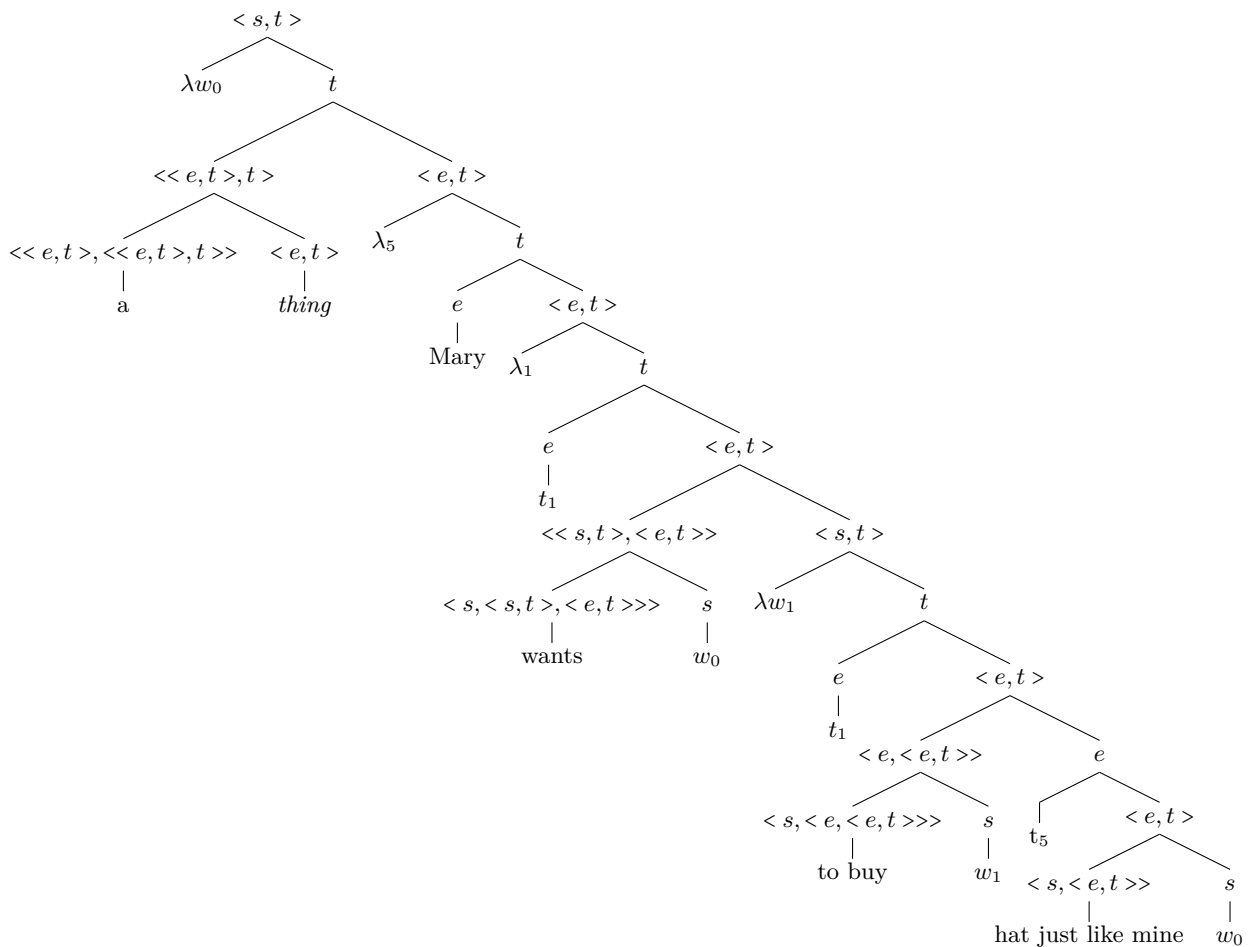 < s, t >
λw₀ t
<< e, t >, t > < e, t >
<< e, t >, << e, t >, t >> < e, t > λ₅ t
a thing e < e, t >
Mary λ₁ t
e < e, t >
t₁
<< s, t >, < e, t >> < s, t >
< s, < s, t >, < e, t >>> s λw₁ t
wants w₀
e < e, t >
t₁
< e, < e, t >> e
< s, < e, < e, t >>> s t₅ < e, t >
to buy w₁
< s, < e, t >> s
hat just like mine w₀